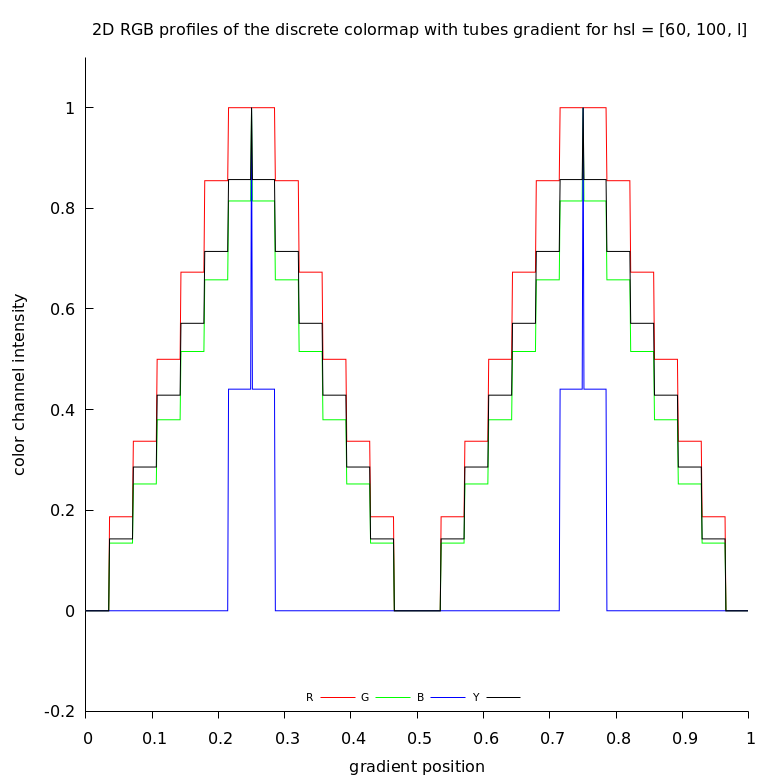 2D RGB profiles of the discrete colormap with tubes gradient for hsl = [60, 100, l]
1
0.8
0.6
0.4
0.2
0
-0.2
color channel intensity
R G B Y
0 0.1 0.2 0.3 0.4 0.5 0.6 0.7 0.8 0.9 1
gradient position